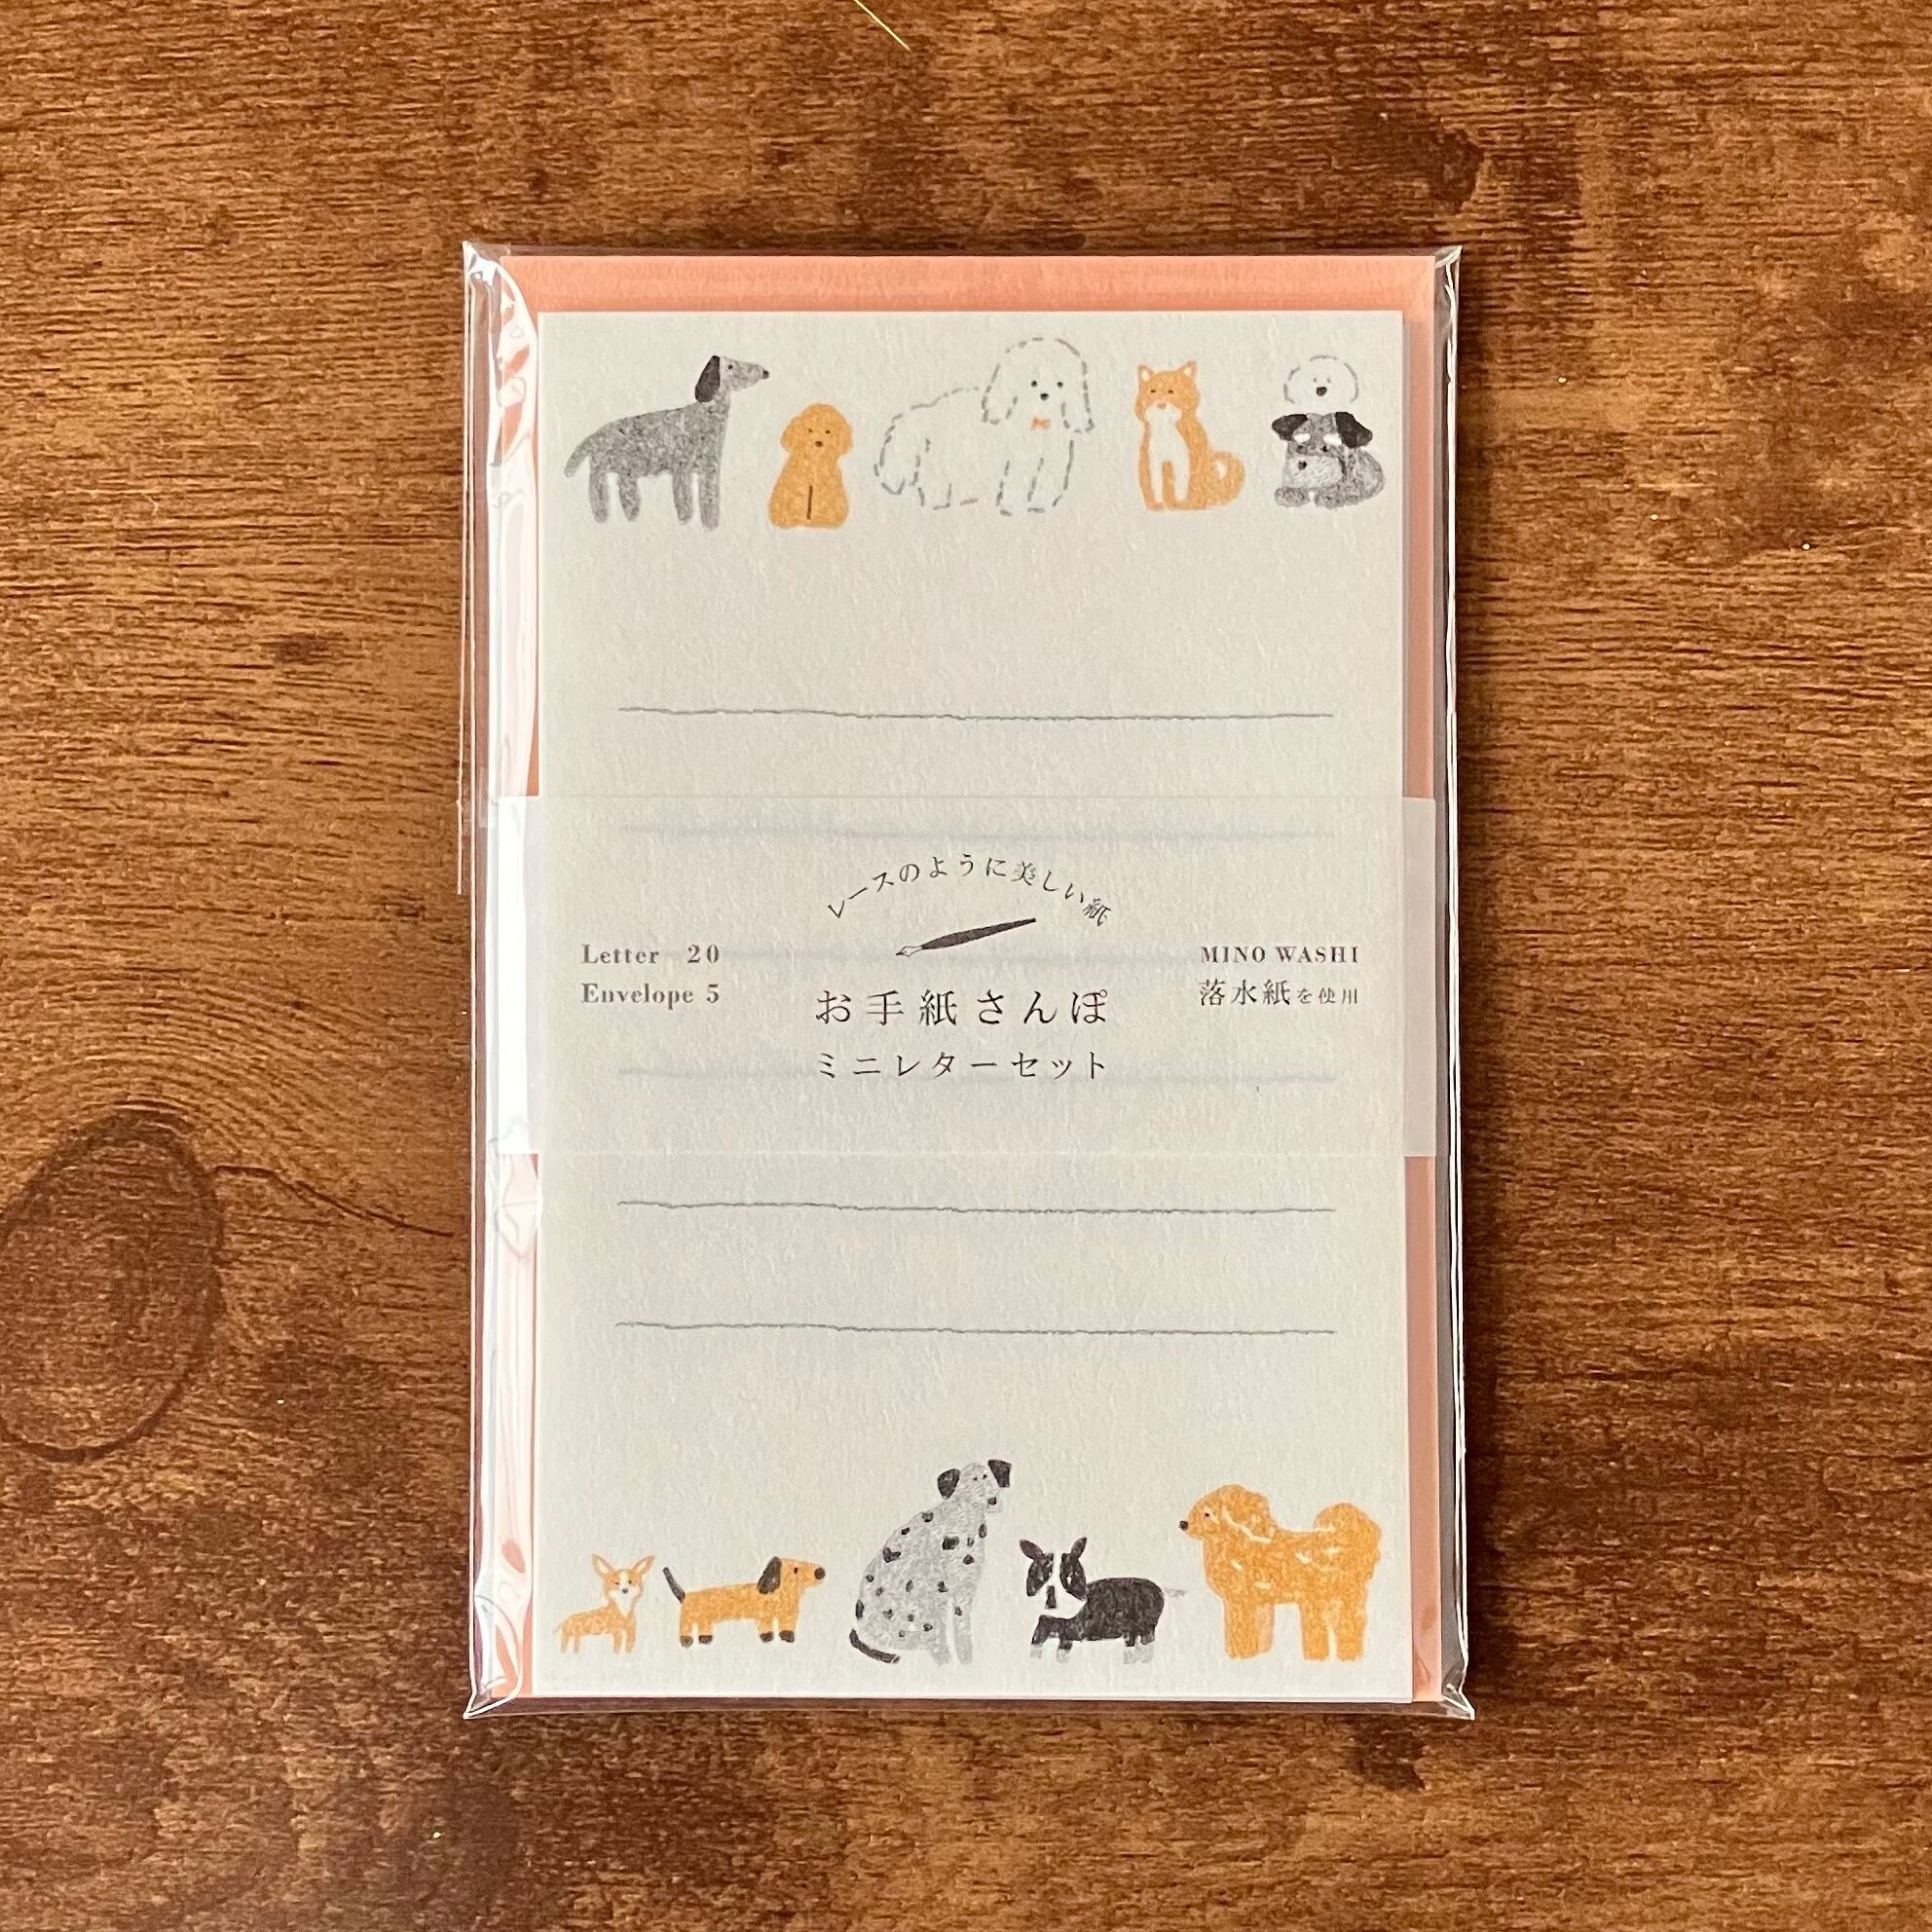 レースのように美しい紙
Letter 20
Envelope 5
お手紙さんぽ
ミニレターセット
MINO WASHI
落水紙を使用